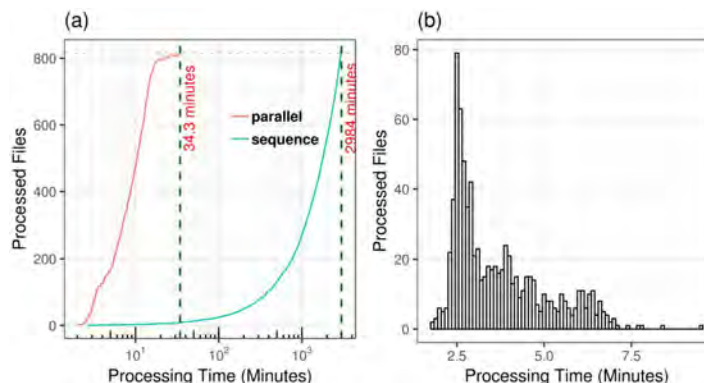 (a)
Processed Files
800
600
400
200
0
34.3 minutes
2984 minutes
parallel
sequence
10¹
10²
10³
Processing Time (Minutes)
(b)
Processed Files
80
60
40
20
0
2.5
5.0
7.5
Processing Time (Minutes)